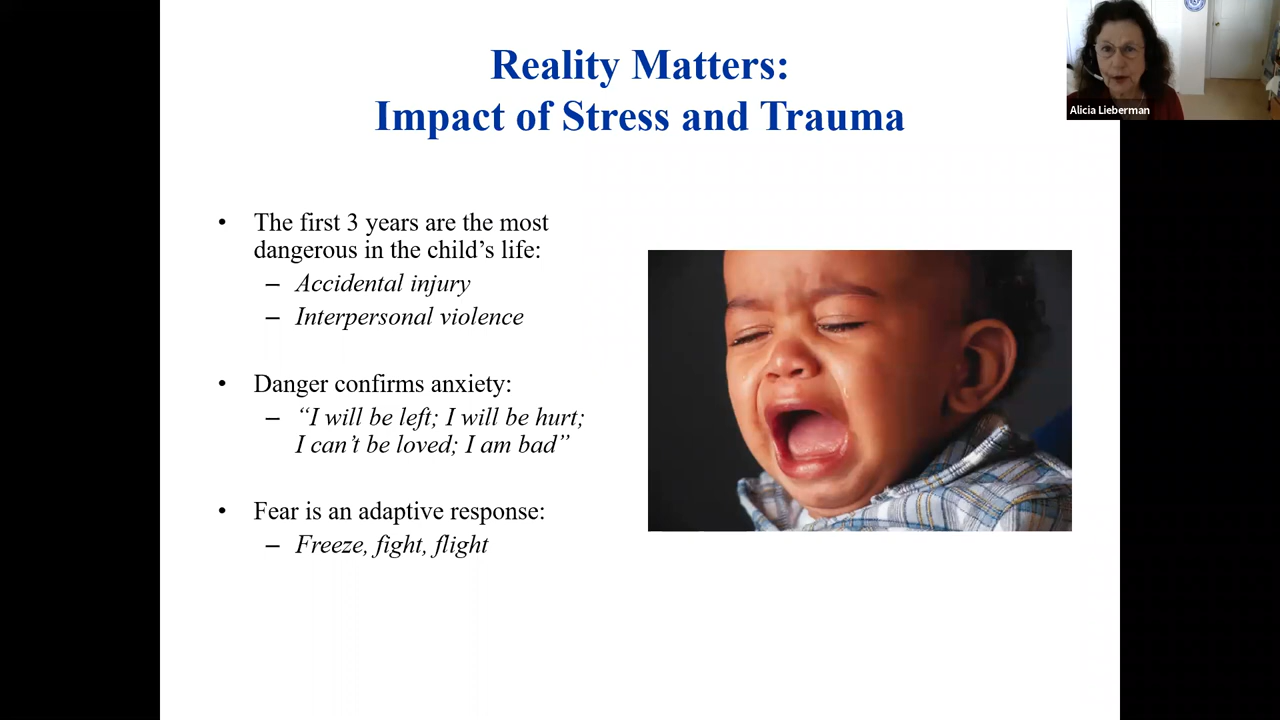 Reality Matters:
Impact of Stress and Trauma
Alicia Lieberman
• The first 3 years are the most
dangerous in the child’s life:
– Accidental injury
– Interpersonal violence
• Danger confirms anxiety:
– “I will be left; I will be hurt;
I can’t be loved; I am bad”
• Fear is an adaptive response:
– Freeze, fight, flight